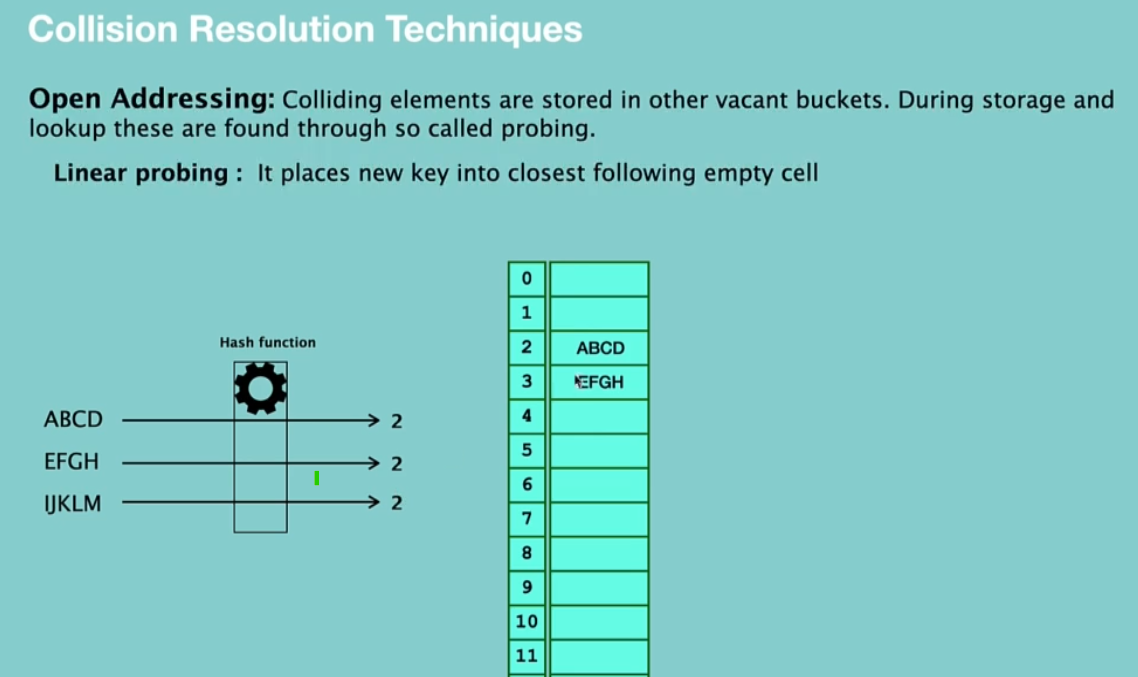 Collision Resolution Techniques
Open Addressing: Colliding elements are stored in other vacant buckets. During storage and
lookup these are found through so called probing.
Linear probing : It places new key into closest following empty cell
Hash function
ABCD 2
EFGH 2
IJKLM 2
0
1
2 ABCD
3 EFGH
4
5
6
7
8
9
10
11